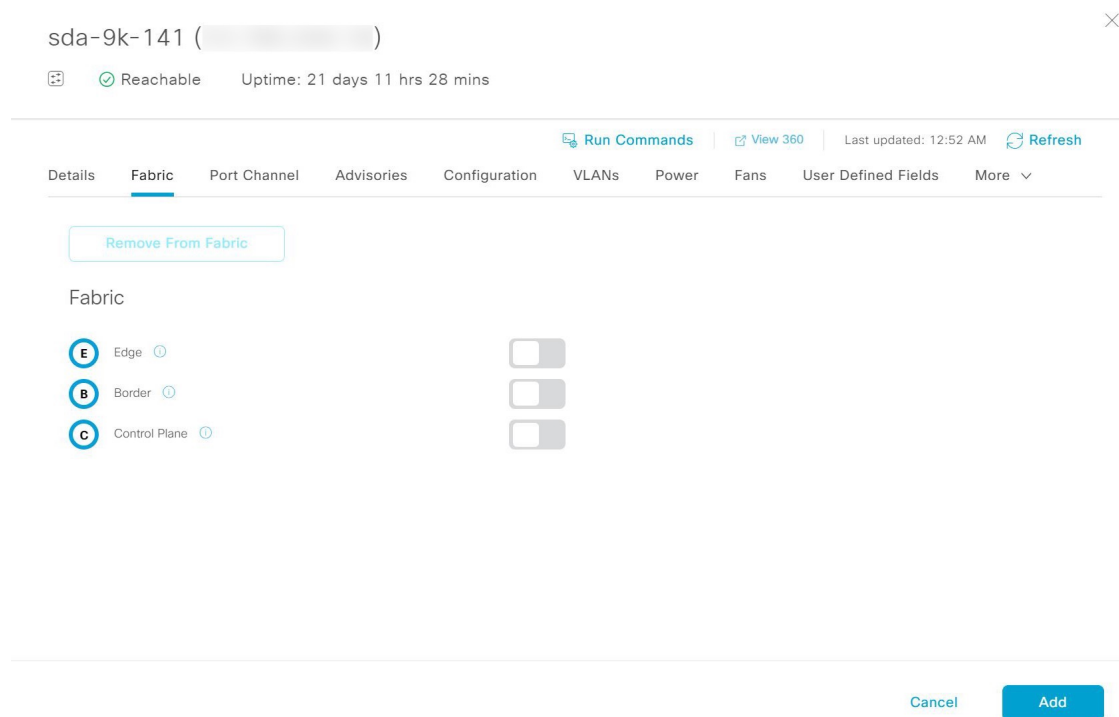 sda-9k-141 ( )
Reachable Uptime: 21 days 11 hrs 28 mins
Run Commands View 360 Last updated: 12:52 AM Refresh
Details Fabric Port Channel Advisories Configuration VLANs Power Fans User Defined Fields More
Remove From Fabric
Fabric
E Edge
B Border
C Control Plane
Cancel Add